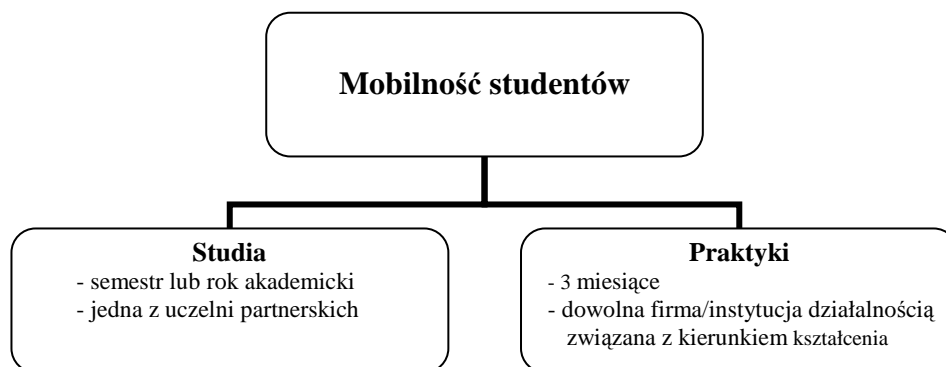 Mobilność studentów
Studia
- semestr lub rok akademicki
- jedna z uczelni partnerskich
Praktyki
- 3 miesiące
- dowolna firma/instytucja działalnością
związana z kierunkiem kształcenia